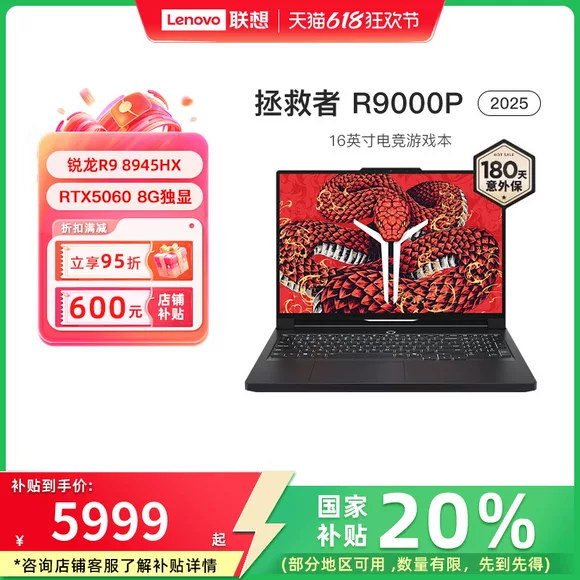 Lenovo 联想 天猫618狂欢节
拯救者 R9000P 2025
16英寸电竞游戏本
180天
意外保
锐龙R9 8945HX
RTX5060 8G独显
折扣满减
立享95折
600元 店铺补贴
补贴到手价:
¥5999起
*咨询店铺客服了解补贴详情
国家补贴 20%
(部分地区可用,数量有限,先到先得)